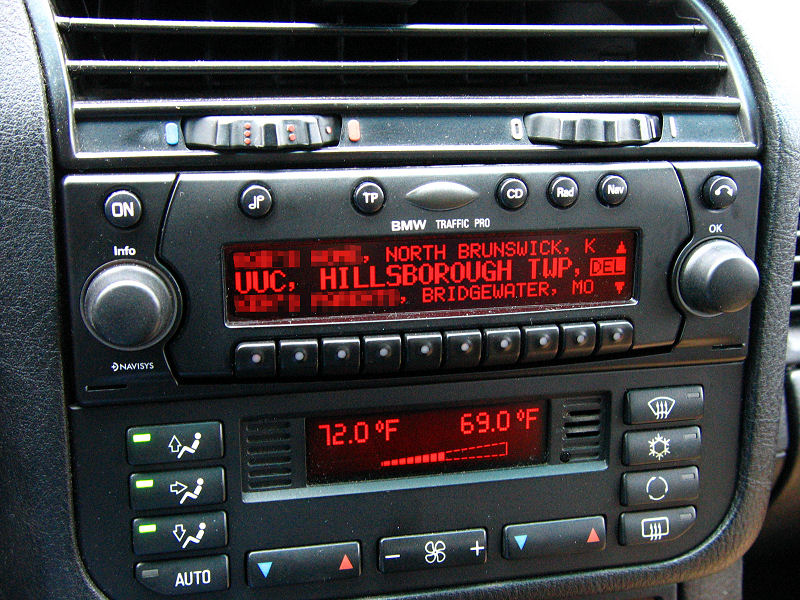 ON
TP
CD
Rad
Nav
BMW TRAFFIC PRO
Info
OK
, NORTH BRUNSWICK, K
UUC, HILLSBOROUGH TWP, DEL
, BRIDGEWATER, MO
NAVISYS
72.0 °F 69.0 °F
AUTO